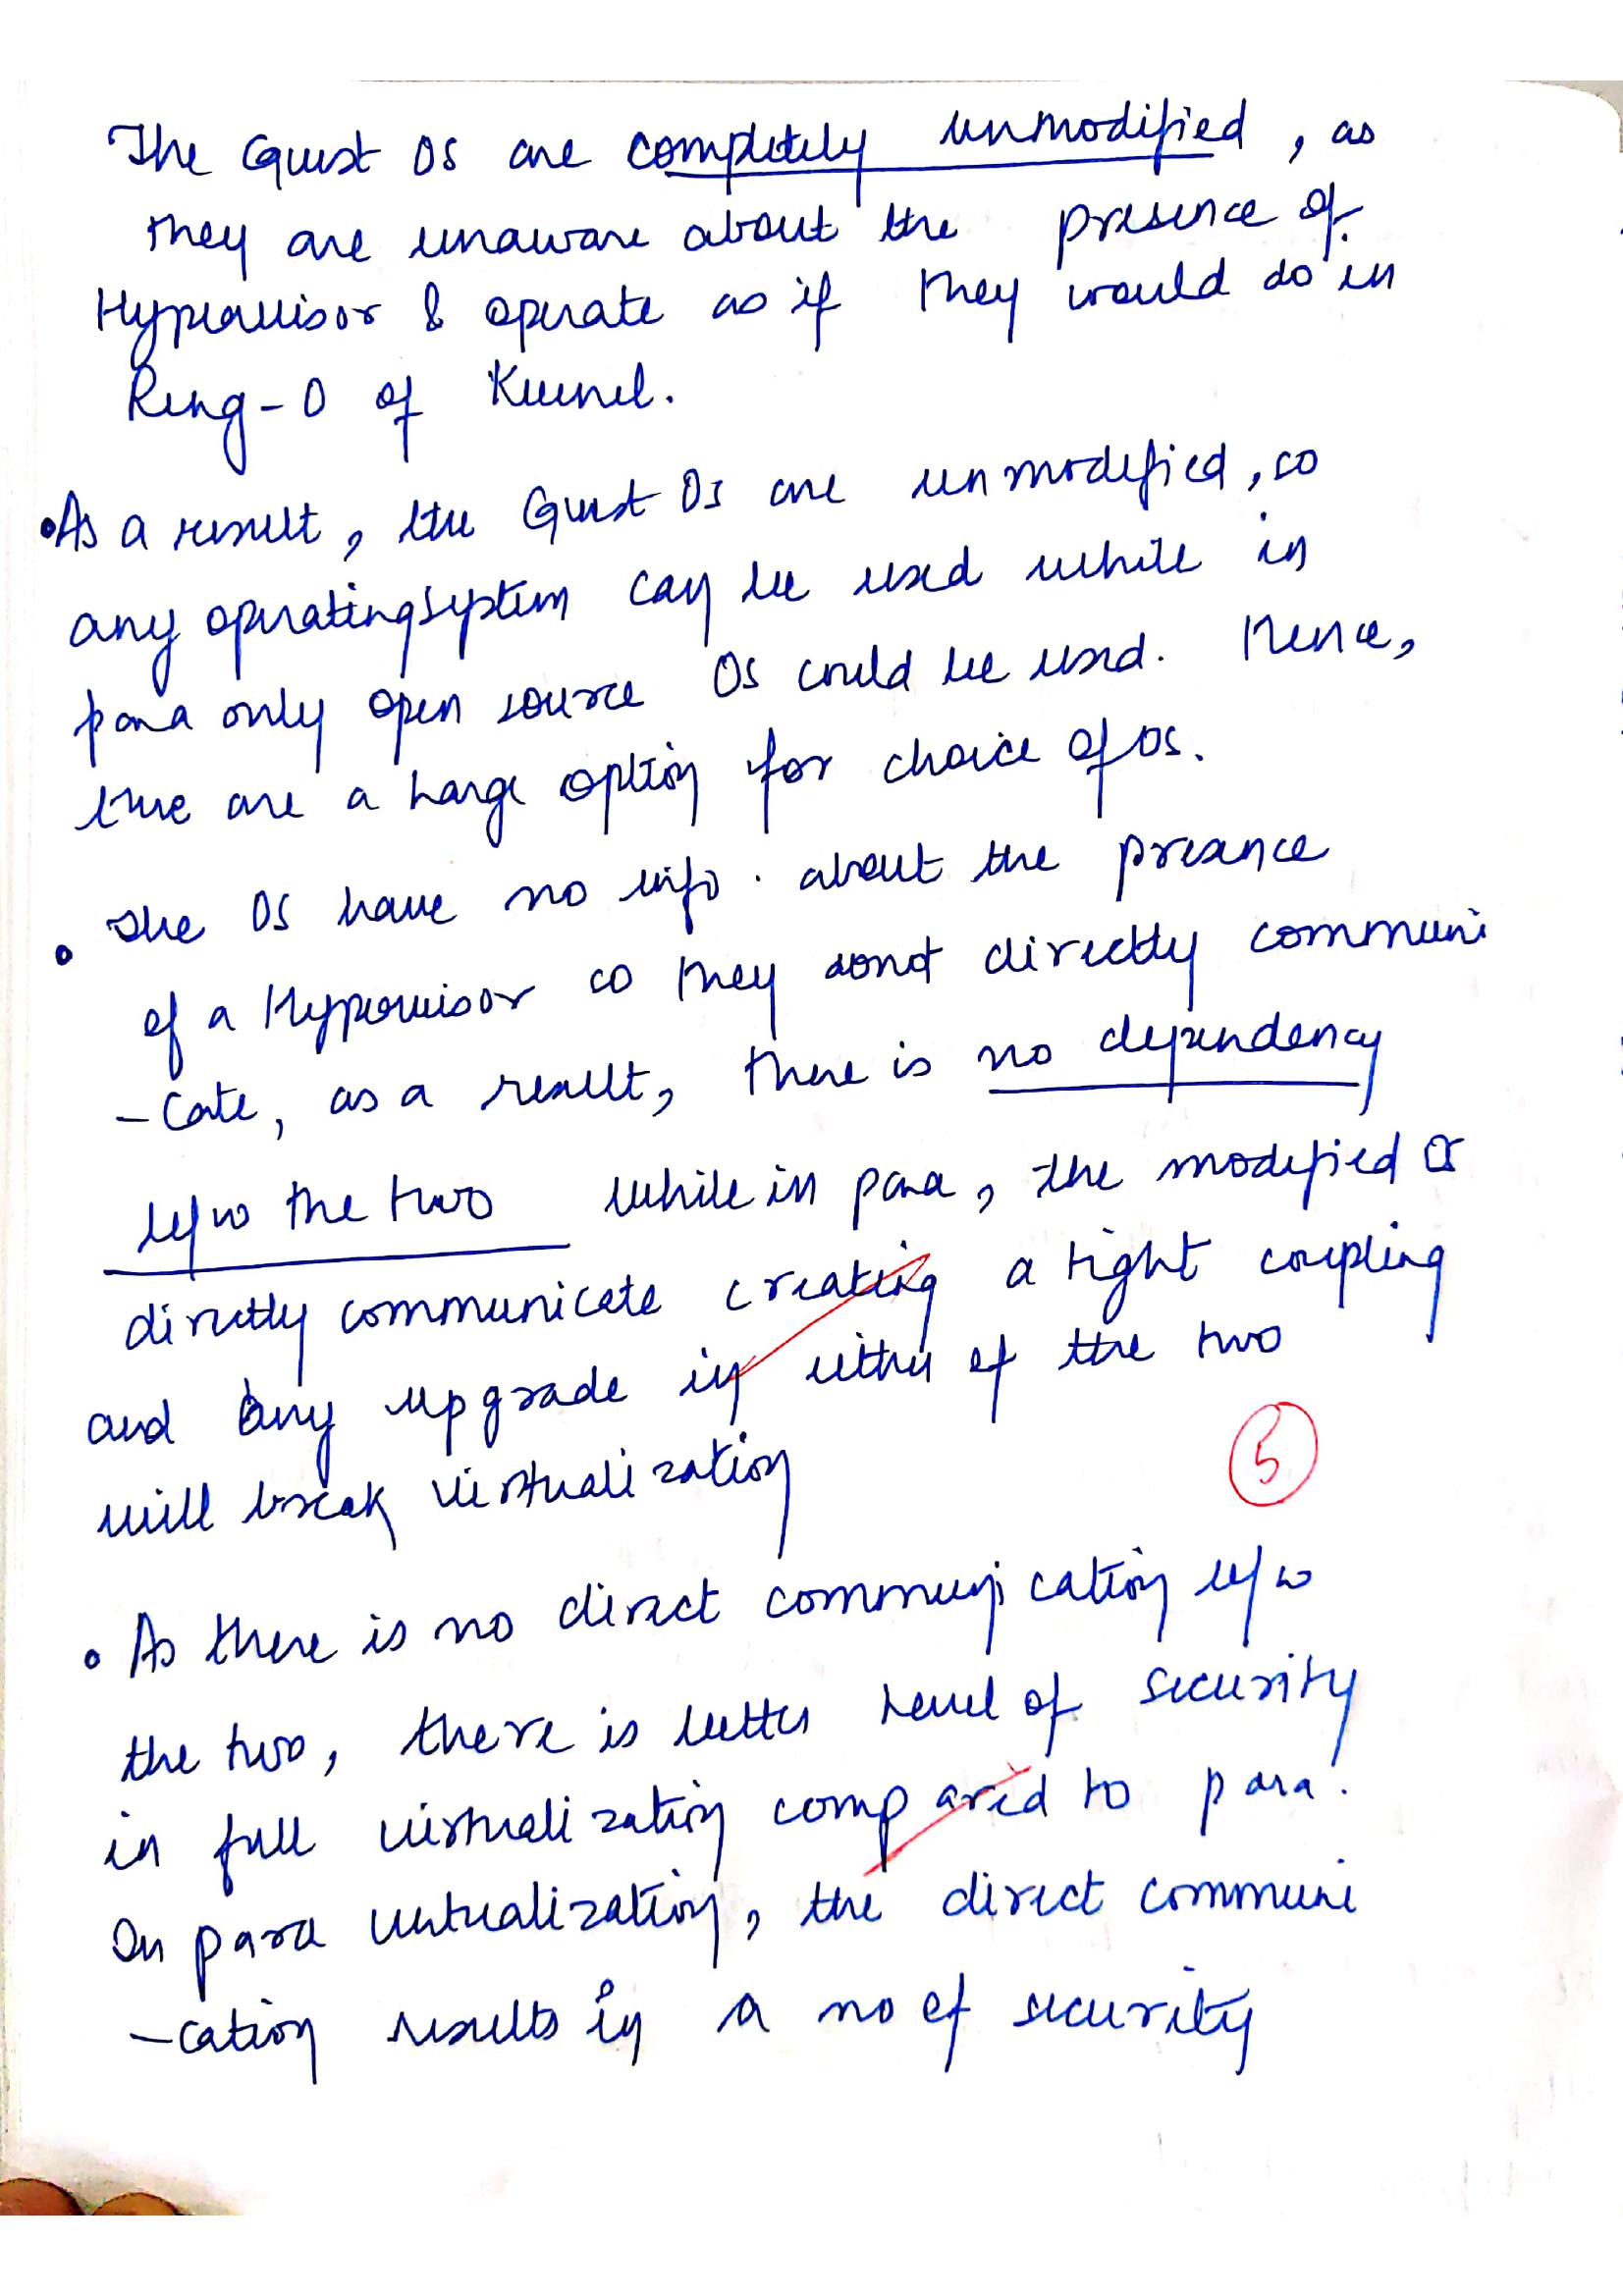 The Guest OS are completely unmodified, as
they are unaware about the presence of
Hypervisor & operate as if they would do in
Ring-0 of Kernel.
• As a result, the Guest OS are unmodified, so
any operating system can be used while in
para only open source OS could be used. Hence,
there are a large option for choice of OS.
• The OS have no info. about the presence
of a Hypervisor so they donot directly communi
-cate, as a result, there is no dependency
b/w the two while in para, the modified OS
directly communicate creating a tight coupling
and any upgrade in either of the two
will break virtualization
5
• As there is no direct communication b/w
the two, there is better level of security
in full virtualization compared to para.
In para virtualization, the direct communi
-cation results in a no of security